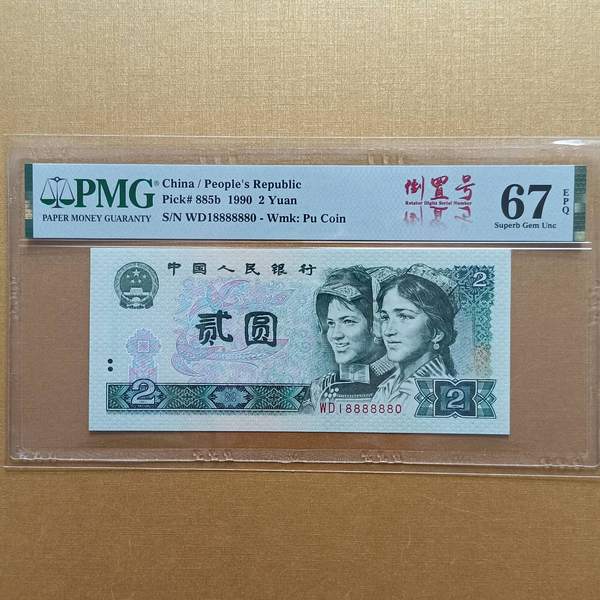 PMG
PAPER MONEY GUARANTY
China / People's Republic
Pick# 885b 1990 2 Yuan
S/N WD18888880 - Wmk: Pu Coin
倒置号
Rotator Digits Serial Number
67
EPQ
Superb Gem Unc
中国人民银行
贰圆
2
2
2
WD18888880